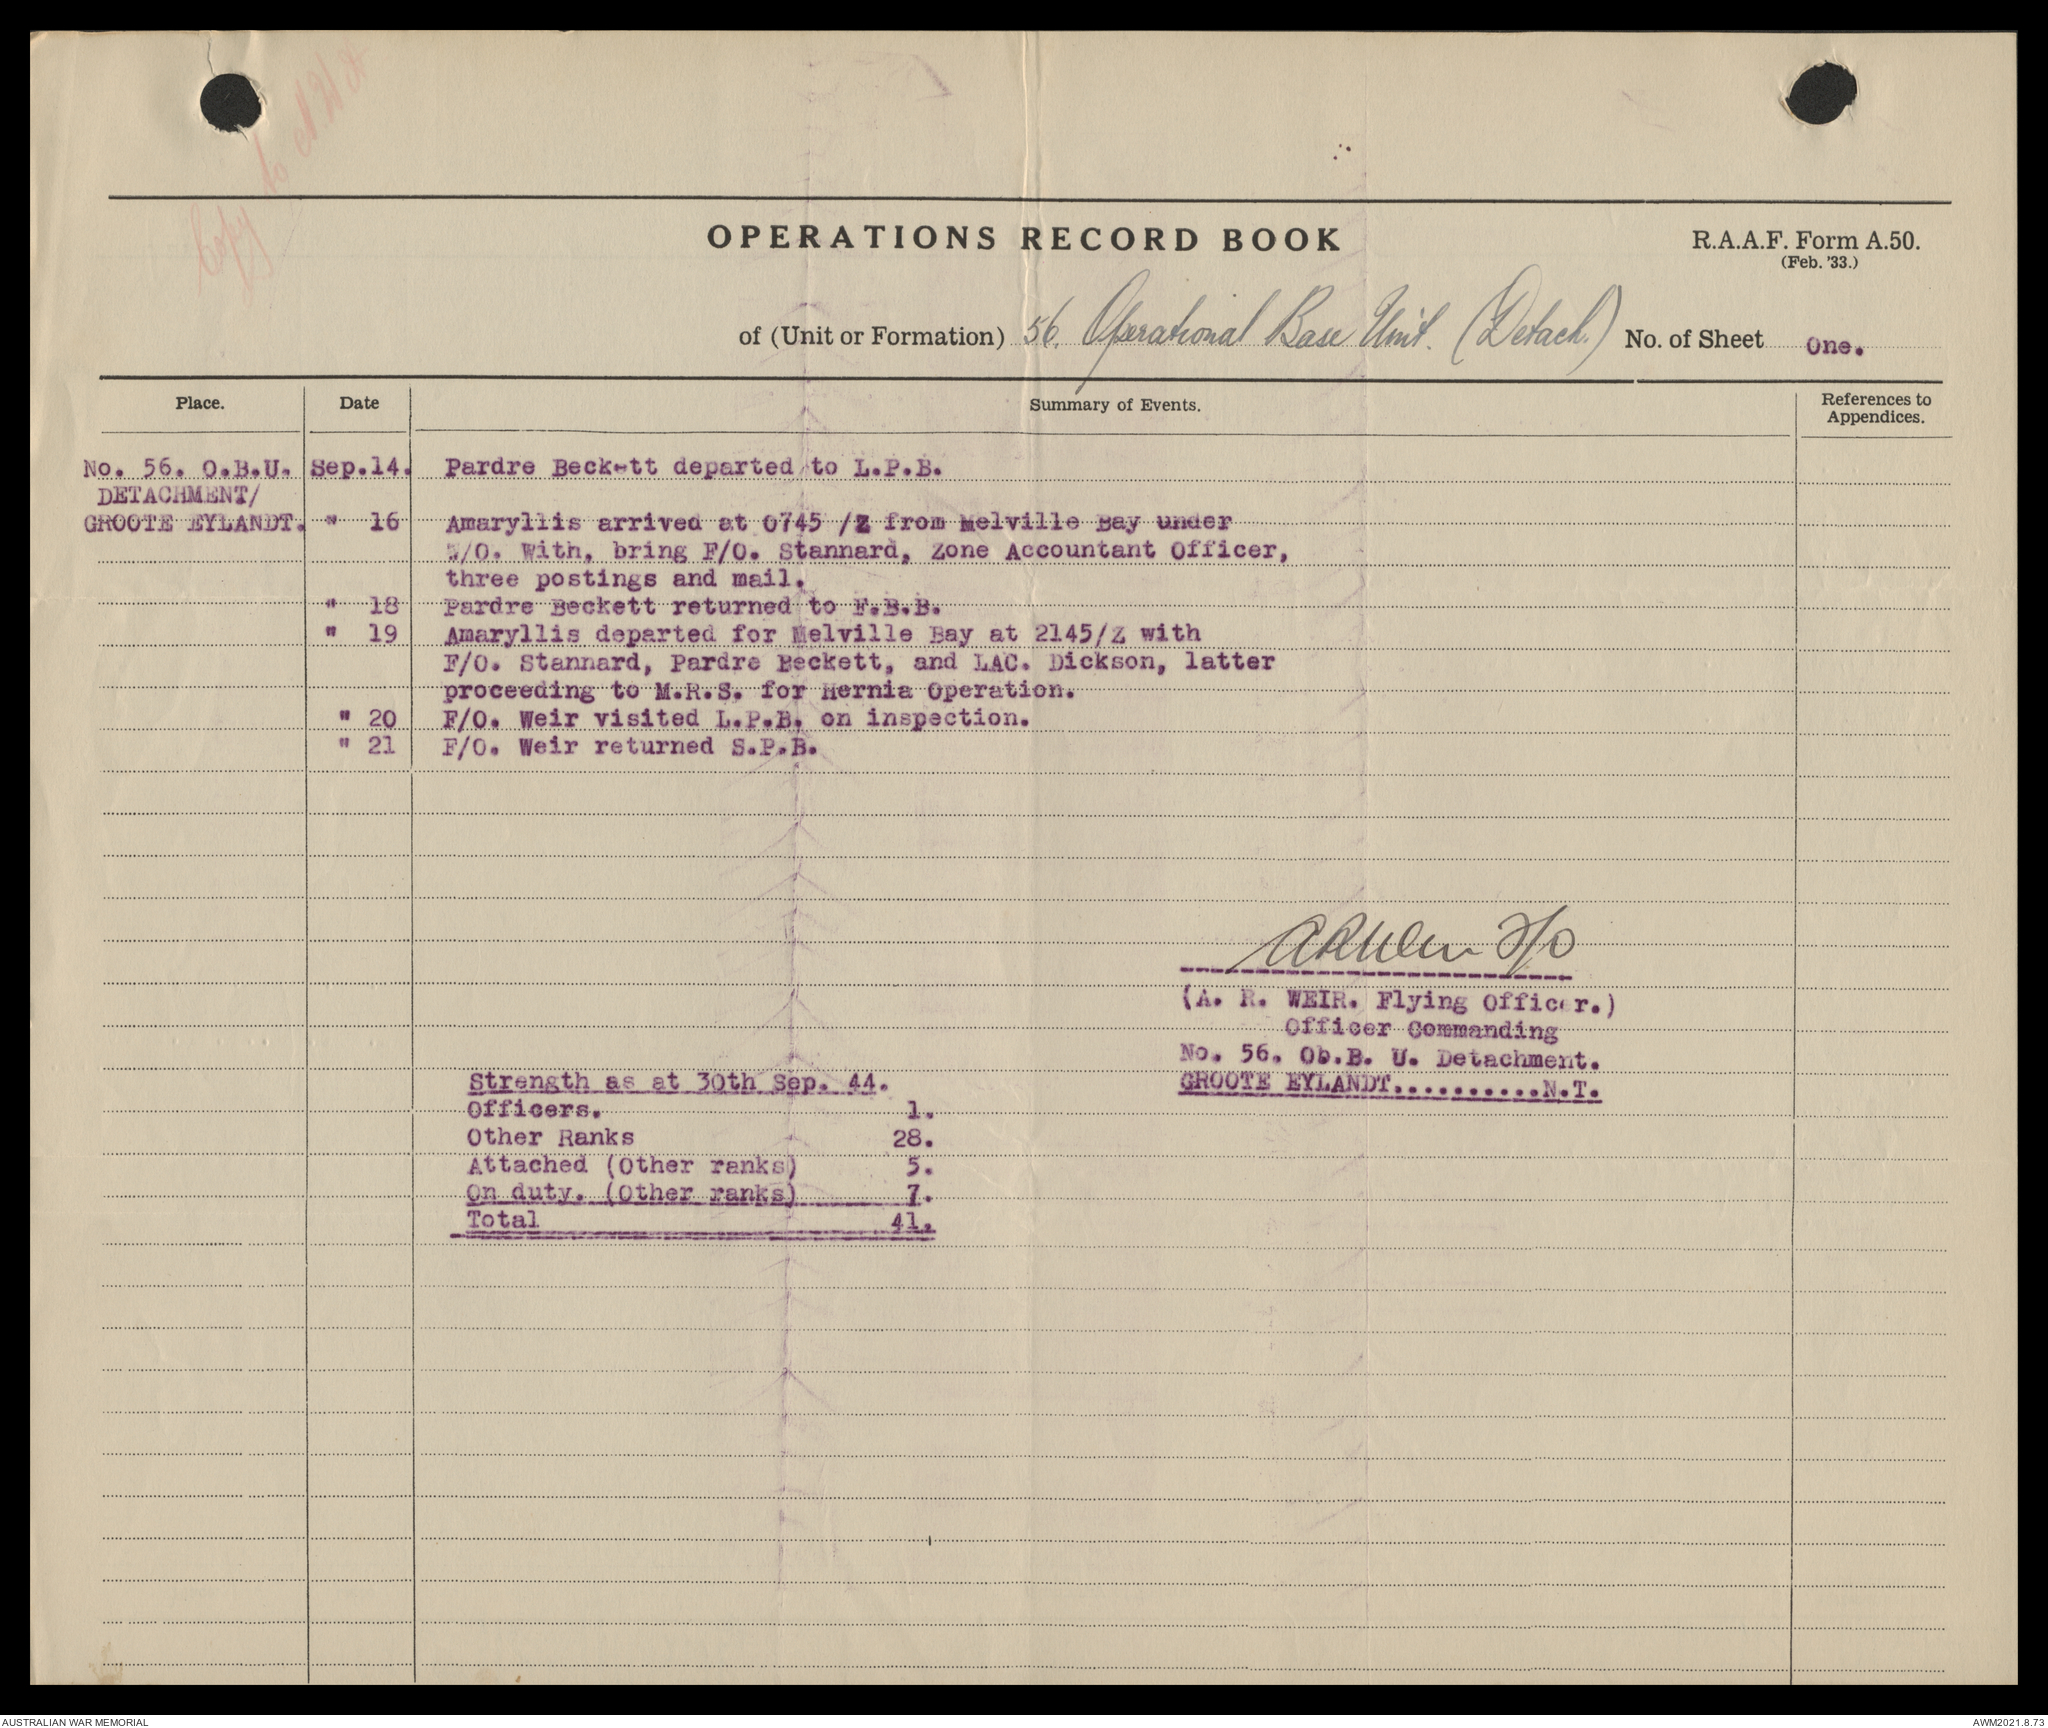 Copy to A.H.Q
OPERATIONS RECORD BOOK
R.A.A.F. Form A.50.
(Feb. '33.)
of (Unit or Formation) 56. Operational Base Unit. (Detach.) No. of Sheet One.
Place. Date Summary of Events. References to Appendices.
No. 56. O.B.U. Sep.14. Pardre Beckett departed to L.P.B.
DETACHMENT/
GROOTE EYLANDT. " 16 Amaryllis arrived at 0745 /Z from Melville Bay under
W/O. With, bring F/O. Stannard, Zone Accountant Officer,
three postings and mail.
" 18 Pardre Beckett returned to F.B.B.
" 19 Amaryllis departed for Melville Bay at 2145/Z with
F/O. Stannard, Pardre Beckett, and LAC. Dickson, latter
proceeding to M.R.S. for Hernia Operation.
" 20 F/O. Weir visited L.P.B. on inspection.
" 21 F/O. Weir returned S.P.B.
ARWeir F/O
(A. R. WEIR. Flying Officer.)
Officer Commanding
No. 56. Ob.B. U. Detachment.
GROOTE EYLANDT..........N.T.
Strength as at 30th Sep. 44.
Officers. 1.
Other Ranks 28.
Attached (Other ranks) 5.
On duty. (Other ranks) 7.
Total 41.
AUSTRALIAN WAR MEMORIAL
AWM2021.8.73